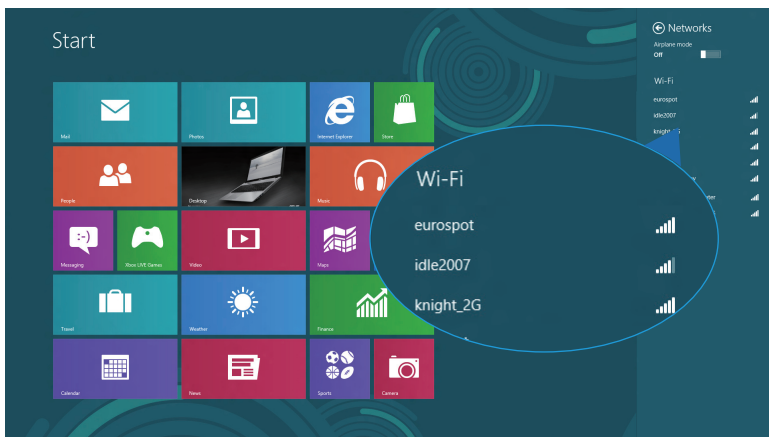 Start
Mail
Photos
Internet Explorer
Store
People
Desktop
Music
Messaging
Xbox LIVE Games
Video
Maps
Travel
Weather
Finance
Calendar
News
Sports
Camera
Networks
Airplane mode
Off
Wi-Fi
eurospot
idle2007
knight_2G
Wi-Fi
eurospot
idle2007
knight_2G